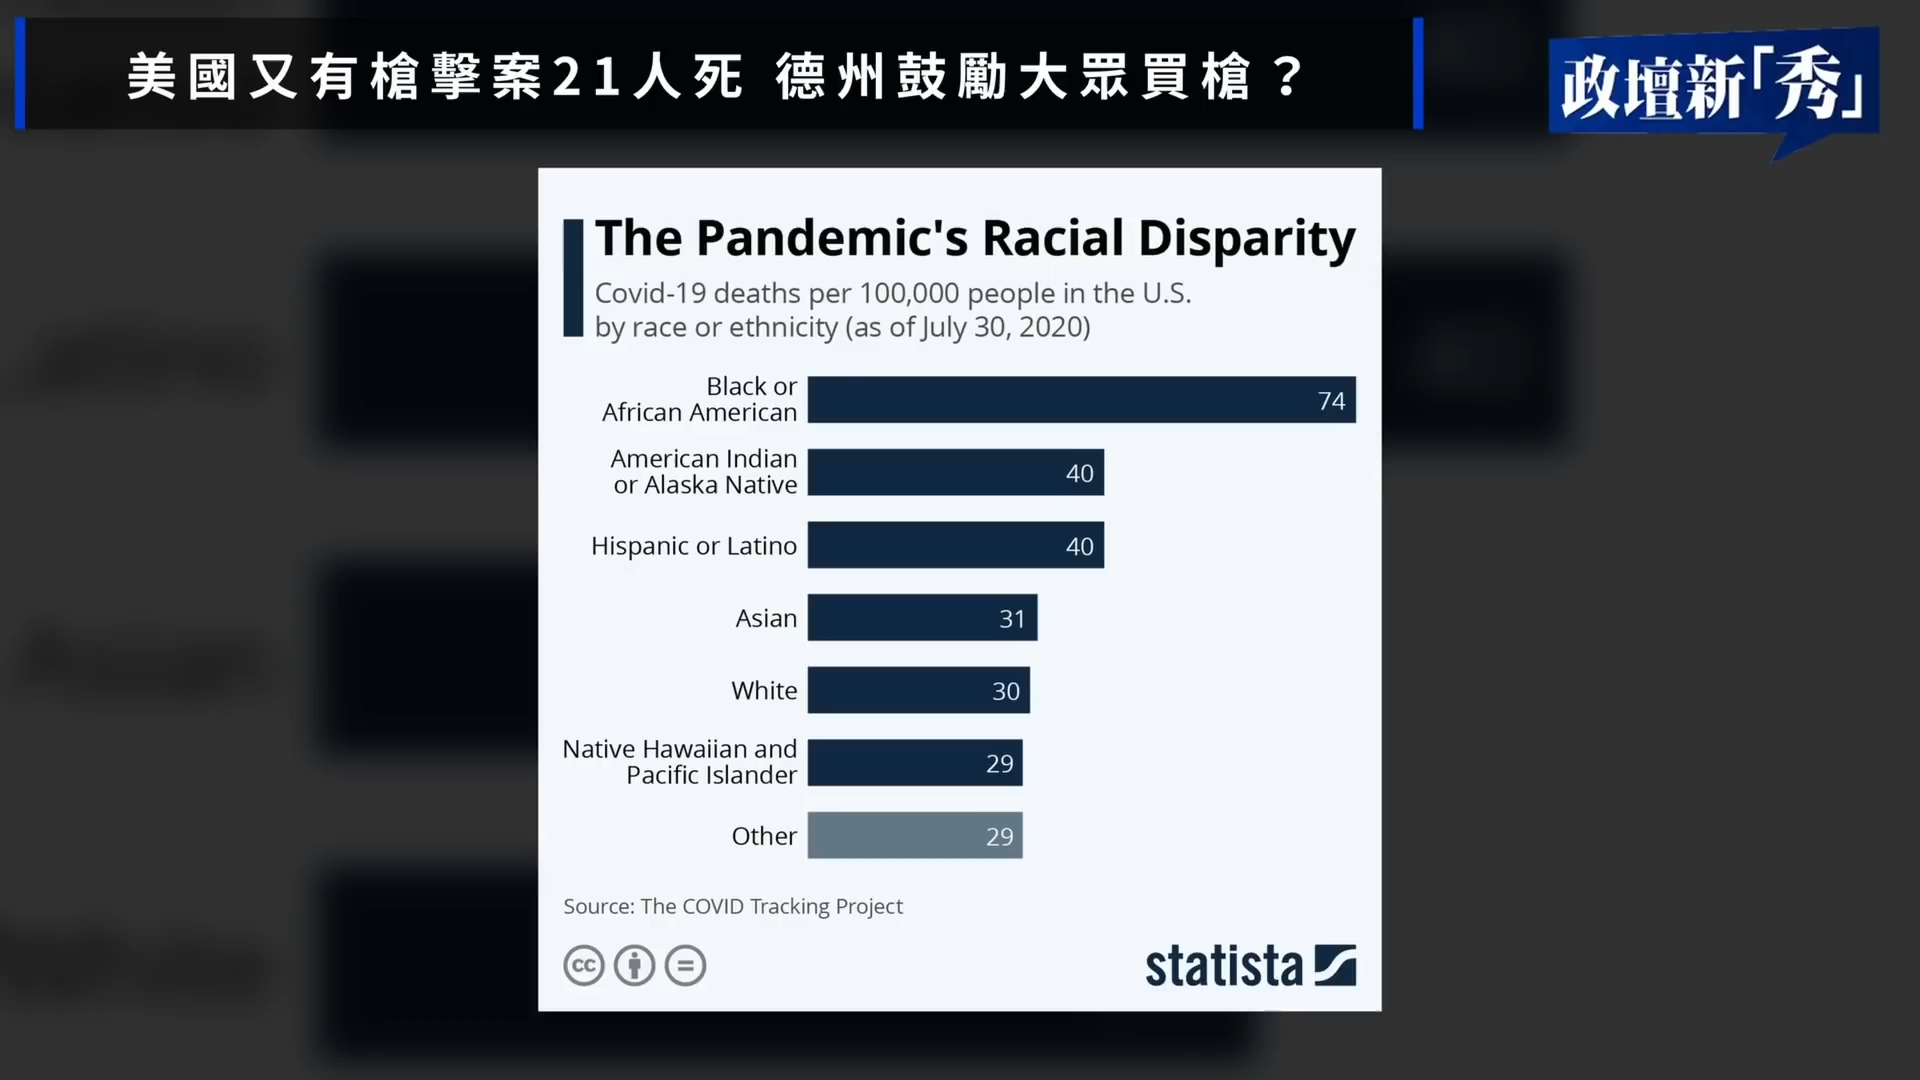 美國又有槍擊案21人死 德州鼓勵大眾買槍？
政壇新「秀」
The Pandemic's Racial Disparity
Covid-19 deaths per 100,000 people in the U.S.
by race or ethnicity (as of July 30, 2020)
Black or
African American
74
American Indian
or Alaska Native
40
Hispanic or Latino
40
Asian
31
White
30
Native Hawaiian and
Pacific Islander
29
Other
29
Source: The COVID Tracking Project
cc
statista